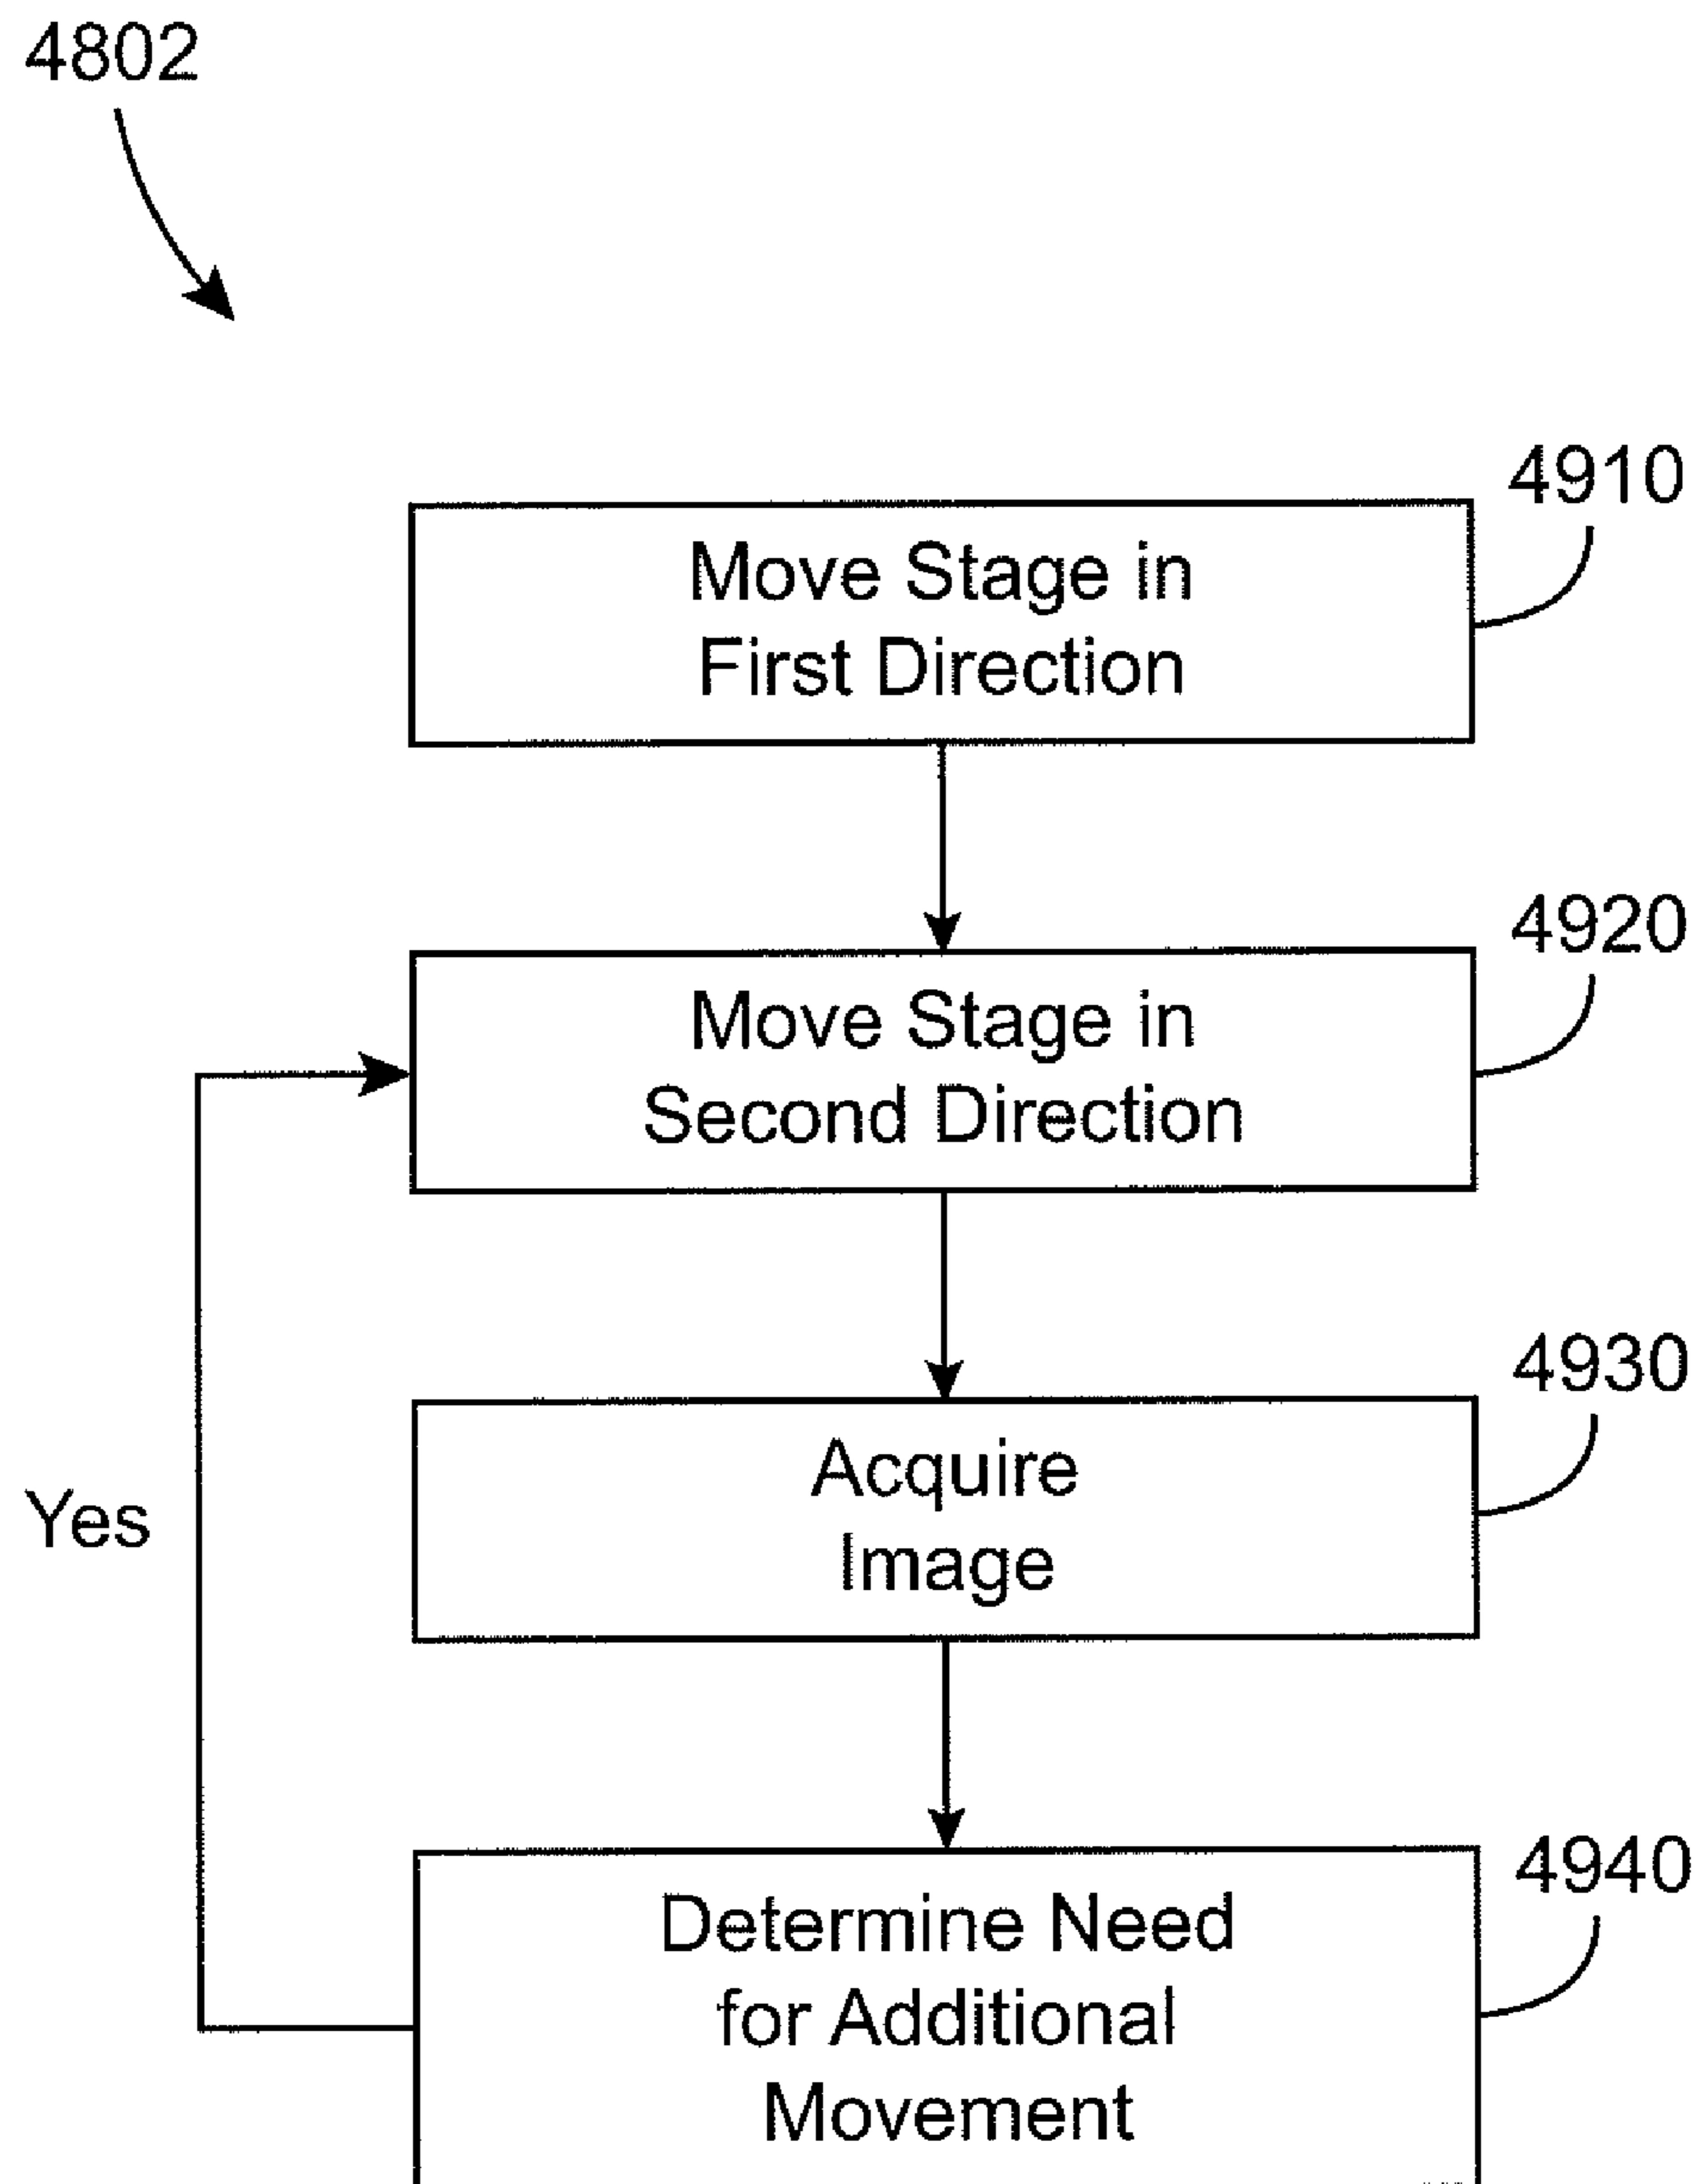 4802
4910
Move Stage in
First Direction
4920
Move Stage in
Second Direction
4930
Acquire
Image
Yes
4940
Determine Need
for Additional
Movement